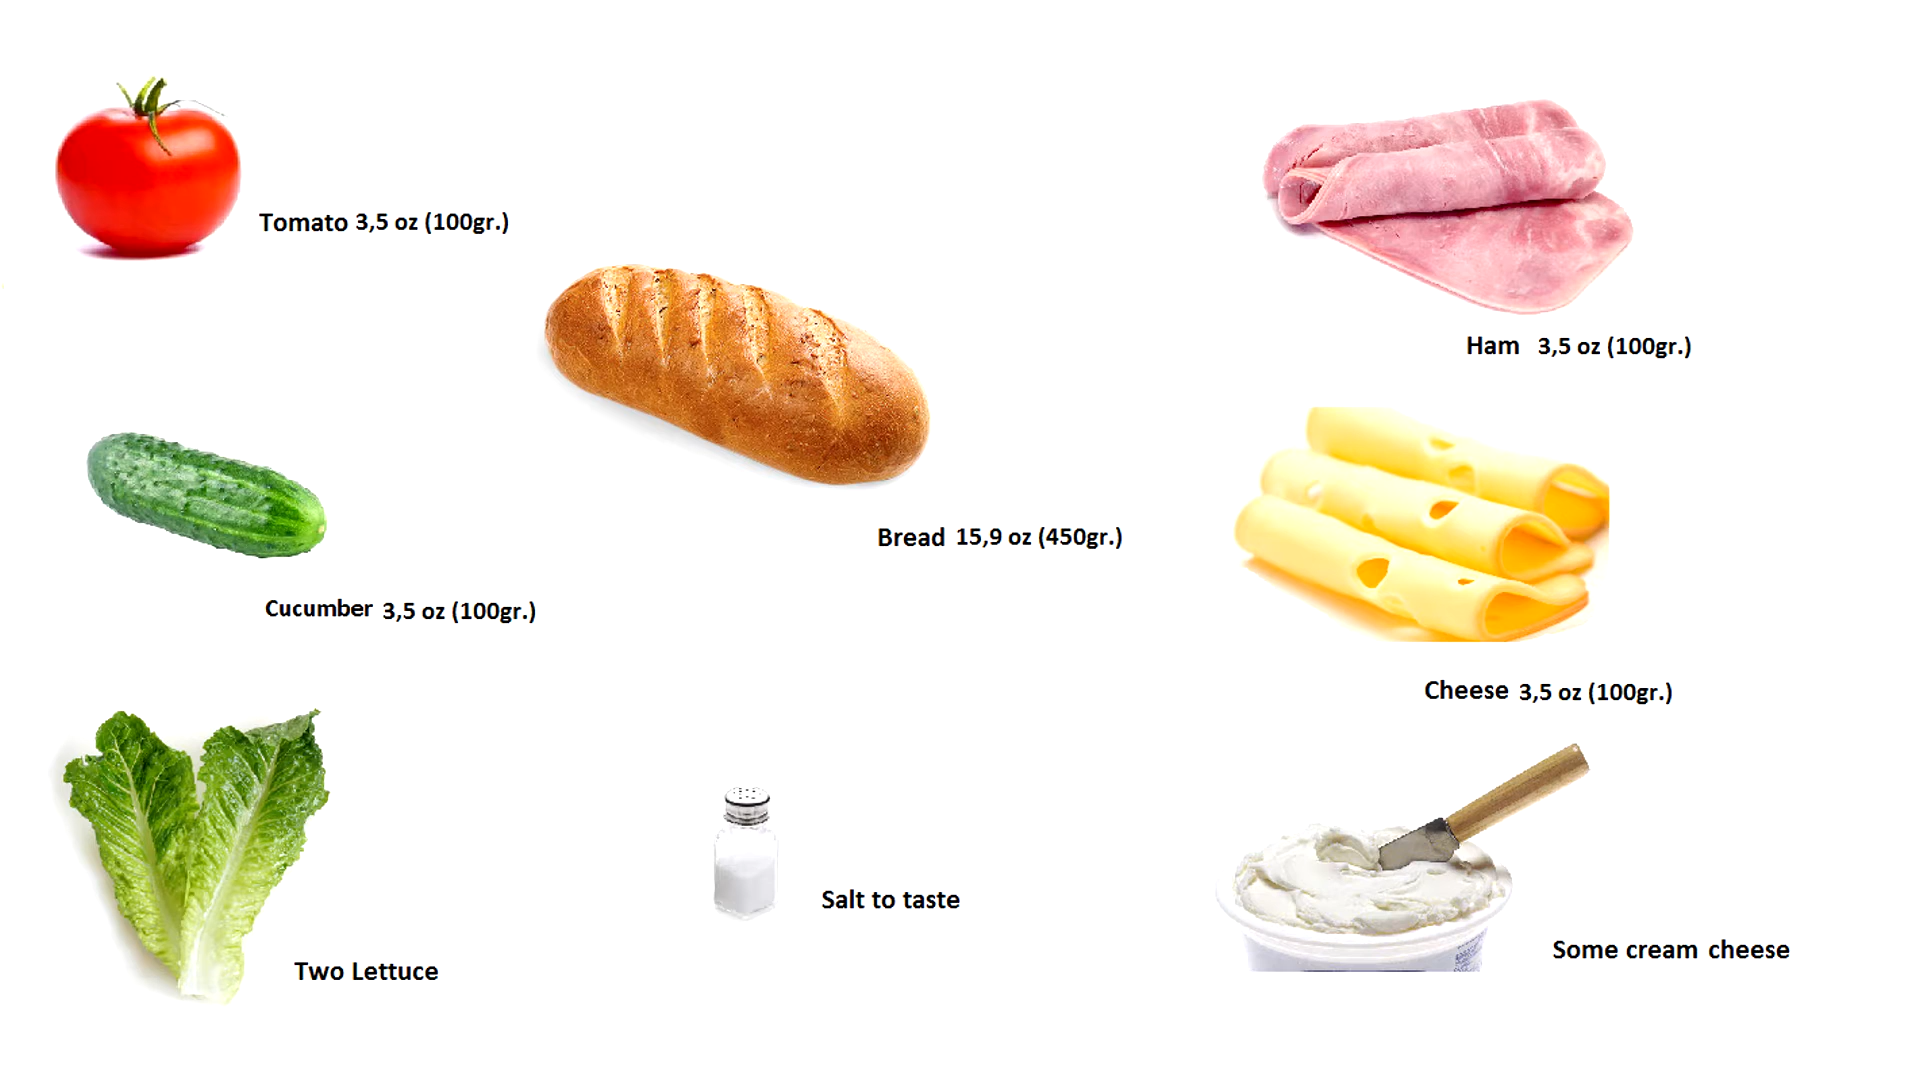 Tomato 3,5 oz (100gr.)
Ham 3,5 oz (100gr.)
Bread 15,9 oz (450gr.)
Cucumber 3,5 oz (100gr.)
Cheese 3,5 oz (100gr.)
Salt to taste
Some cream cheese
Two Lettuce